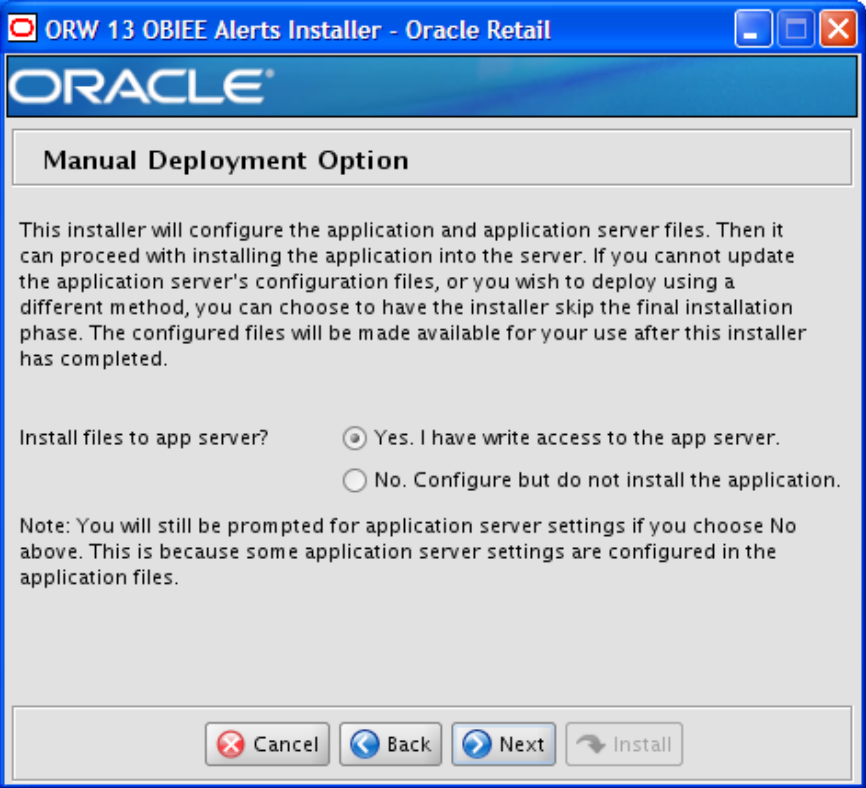 ORW 13 OBIEE Alerts Installer - Oracle Retail
ORACLE®
Manual Deployment Option
This installer will configure the application and application server files. Then it
can proceed with installing the application into the server. If you cannot update
the application server's configuration files, or you wish to deploy using a
different method, you can choose to have the installer skip the final installation
phase. The configured files will be made available for your use after this installer
has completed.
Install files to app server? Yes. I have write access to the app server.
No. Configure but do not install the application.
Note: You will still be prompted for application server settings if you choose No
above. This is because some application server settings are configured in the
application files.
Cancel Back Next Install